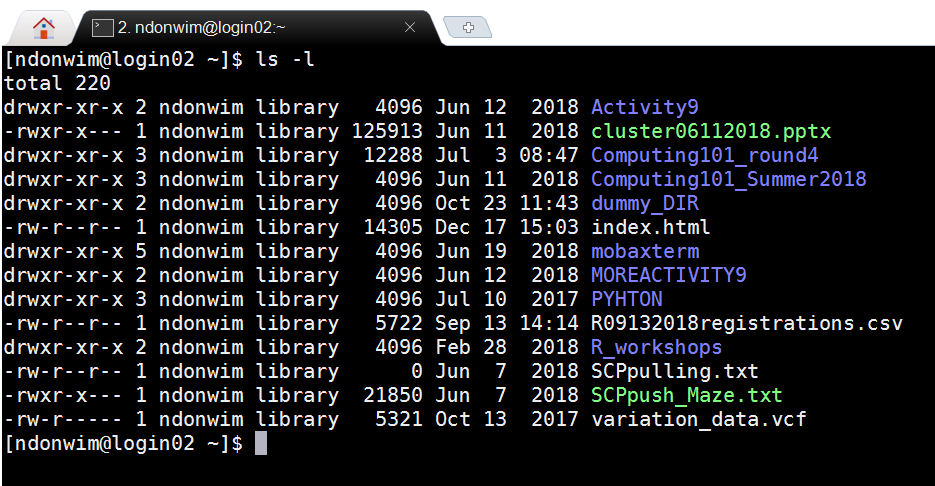 2. ndonwim@login02:~
[ndonwim@login02 ~]$ ls -l
total 220
drwxr-xr-x 2 ndonwim library   4096 Jun 12  2018 Activity9
-rwxr-x--- 1 ndonwim library 125913 Jun 11  2018 cluster06112018.pptx
drwxr-xr-x 3 ndonwim library  12288 Jul  3 08:47 Computing101_round4
drwxr-xr-x 3 ndonwim library   4096 Jun 11  2018 Computing101_Summer2018
drwxr-xr-x 2 ndonwim library   4096 Oct 23 11:43 dummy_DIR
-rw-r--r-- 1 ndonwim library  14305 Dec 17 15:03 index.html
drwxr-xr-x 5 ndonwim library   4096 Jun 19  2018 mobaxterm
drwxr-xr-x 2 ndonwim library   4096 Jun 12  2018 MOREACTIVITY9
drwxr-xr-x 3 ndonwim library   4096 Jul 10  2017 PYHTON
-rw-r--r-- 1 ndonwim library   5722 Sep 13 14:14 R09132018registrations.csv
drwxr-xr-x 2 ndonwim library   4096 Feb 28  2018 R_workshops
-rw-r--r-- 1 ndonwim library      0 Jun  7  2018 SCPpulling.txt
-rwxr-x--- 1 ndonwim library  21850 Jun  7  2018 SCPpush_Maze.txt
-rw-r----- 1 ndonwim library   5321 Oct 13  2017 variation_data.vcf
[ndonwim@login02 ~]$